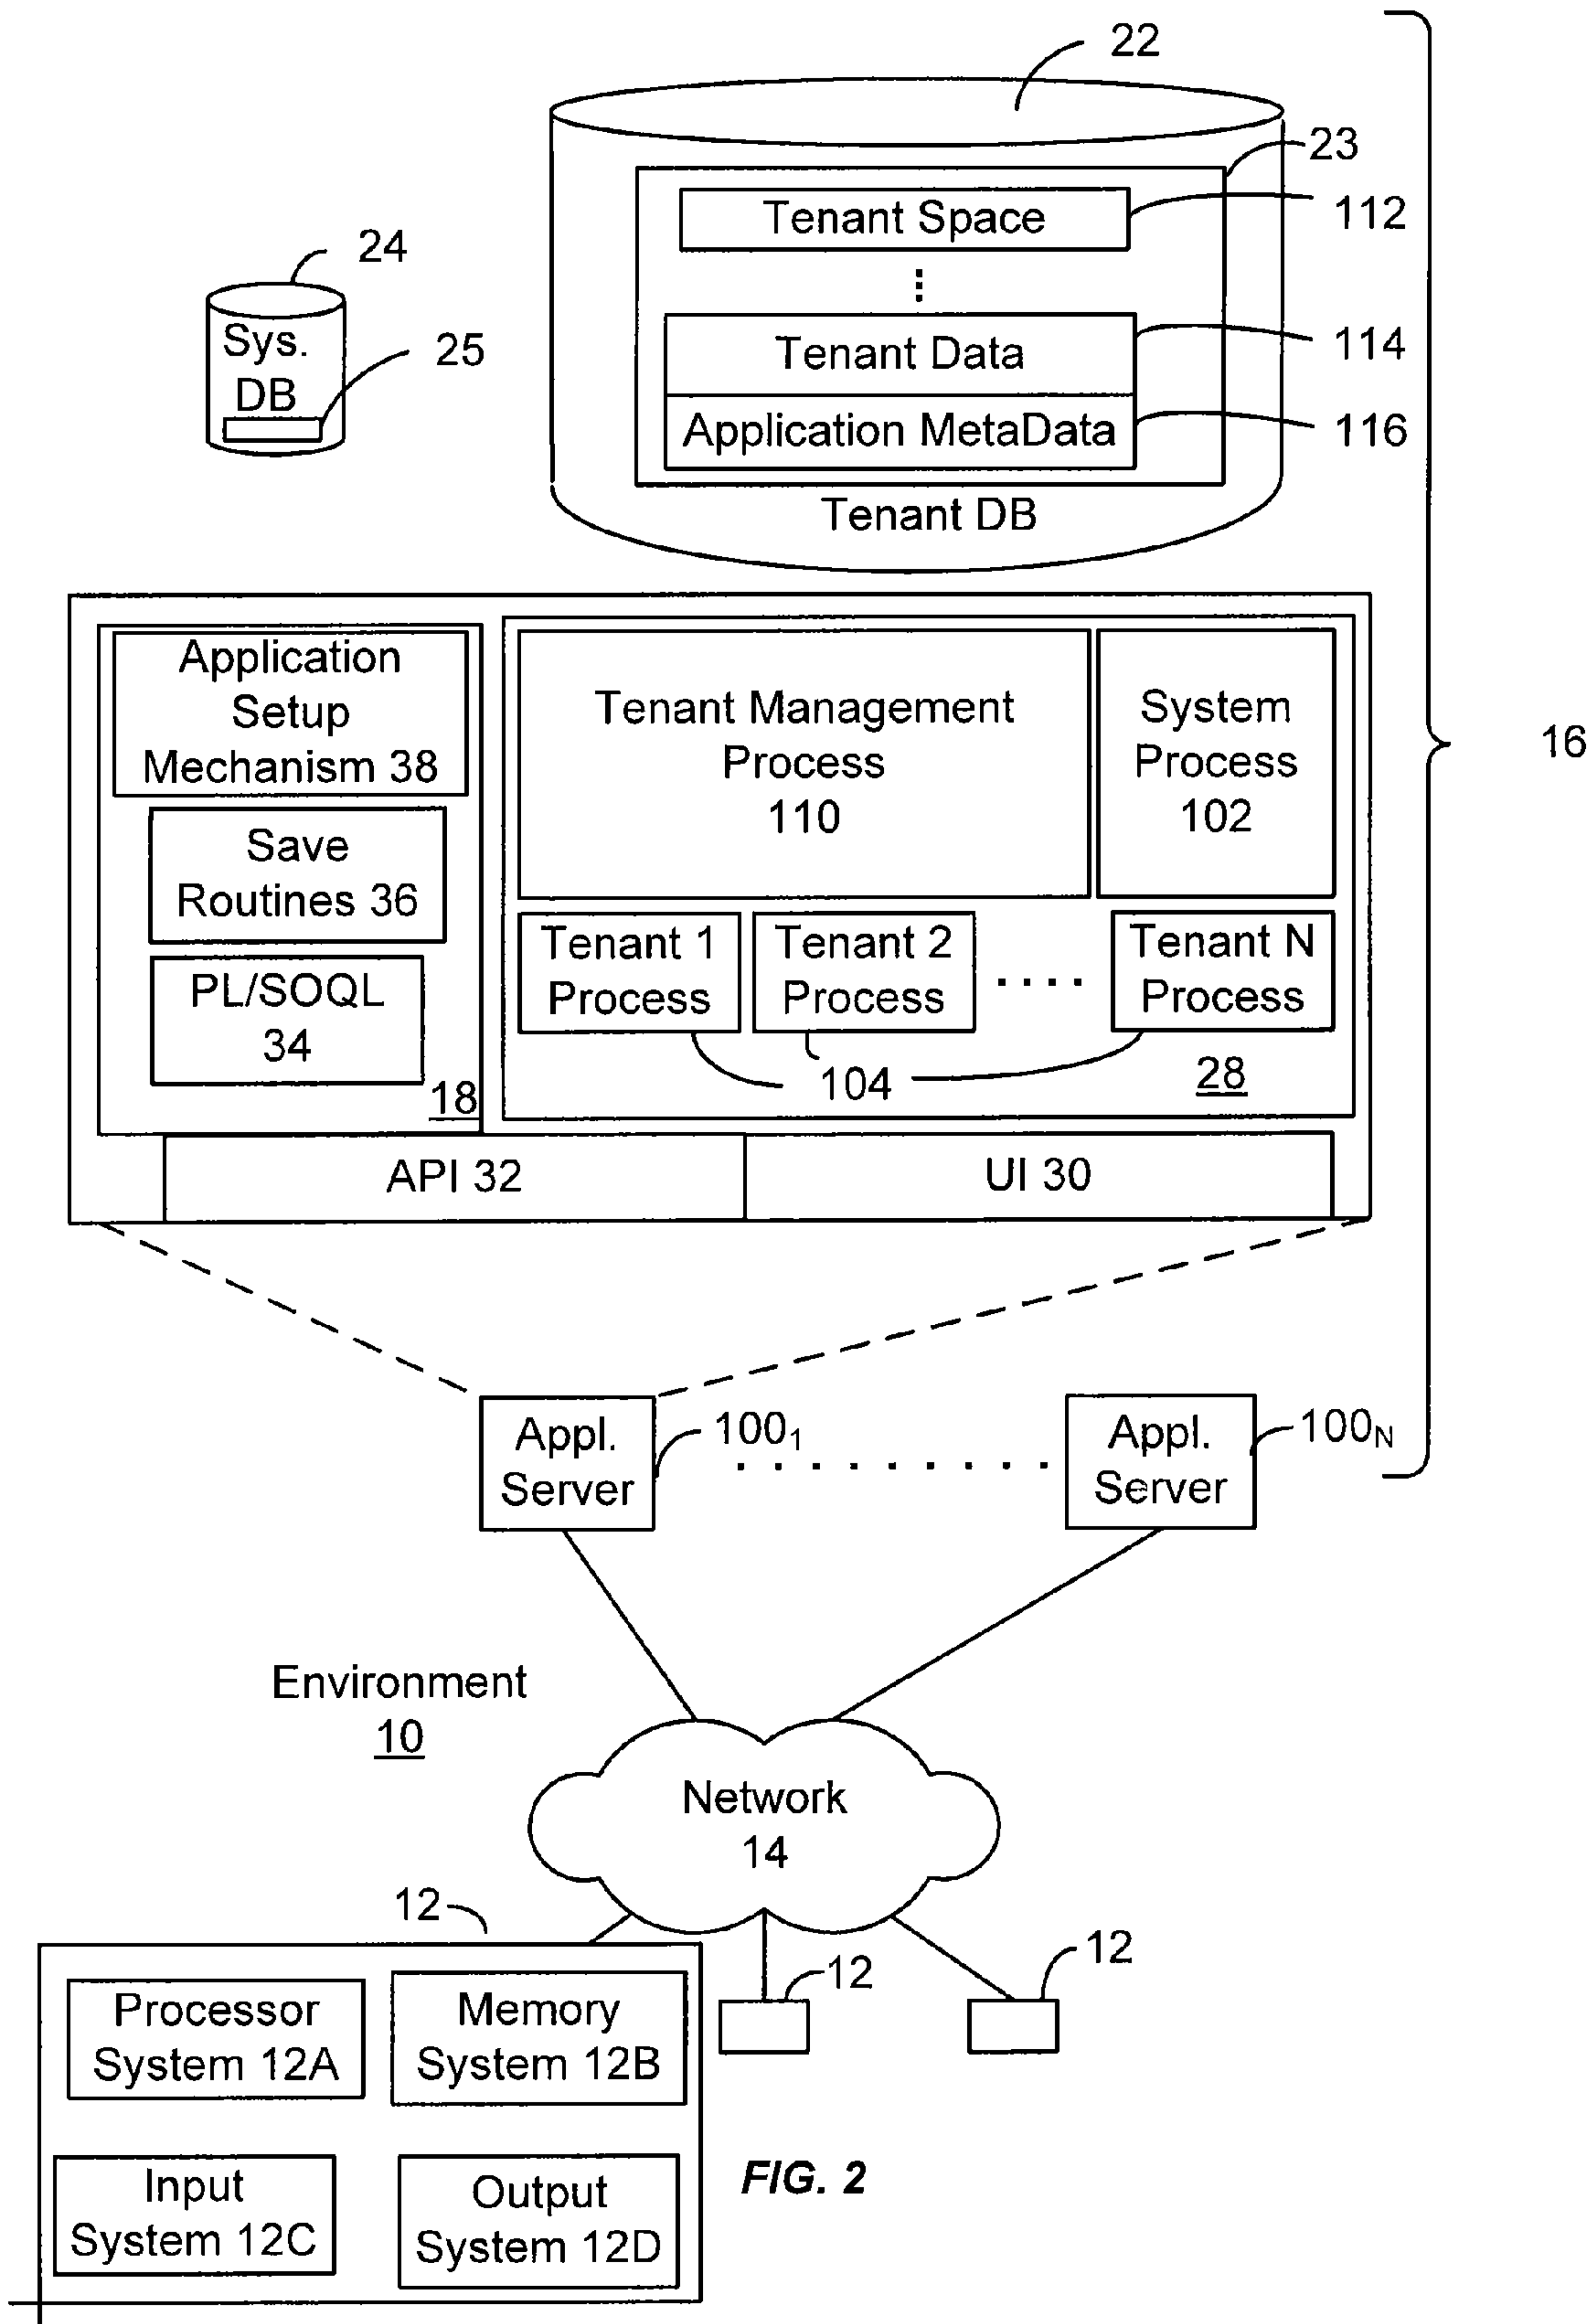 22
23
Tenant Space
112
24
Sys.
DB
25
Tenant Data
114
Application MetaData
116
Tenant DB
16
Application
Setup
Mechanism 38
Tenant Management
Process
110
System
Process
102
Save
Routines 36
PL/SOQL
34
18
Tenant 1
Process
Tenant 2
Process
Tenant N
Process
104
28
API 32
UI 30
Appl.
Server
100₁
Appl.
Server
100N
Environment
10
Network
14
12
12
12
Processor
System 12A
Memory
System 12B
Input
System 12C
Output
System 12D
FIG. 2